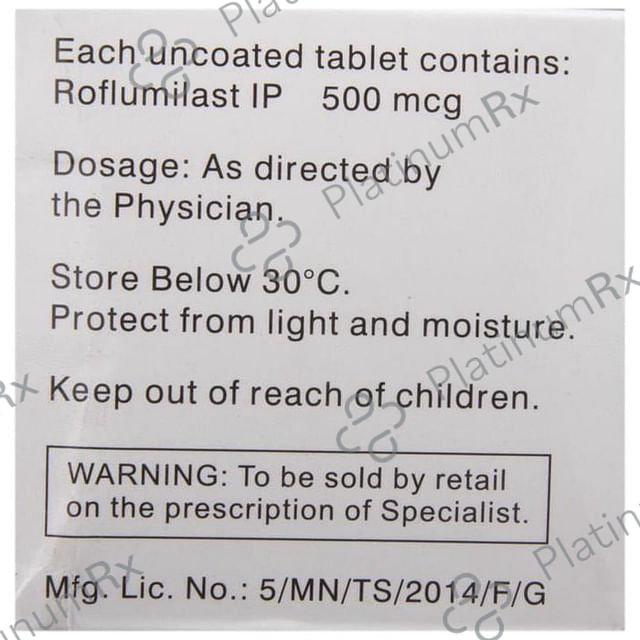 Each uncoated tablet contains:
Roflumilast IP 500 mcg
Dosage: As directed by
the Physician.
Store Below 30°C.
Protect from light and moisture.
Keep out of reach of children.
WARNING: To be sold by retail
on the prescription of Specialist.
Mfg. Lic. No.: 5/MN/TS/2014/F/G
PlatinumRx
PlatinumRx